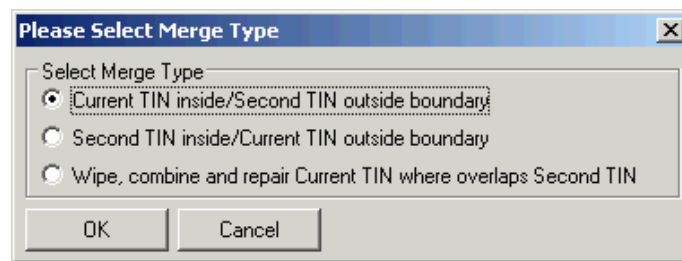 Please Select Merge Type
Select Merge Type
Current TIN inside/Second TIN outside boundary
Second TIN inside/Current TIN outside boundary
Wipe, combine and repair Current TIN where overlaps Second TIN
OK Cancel